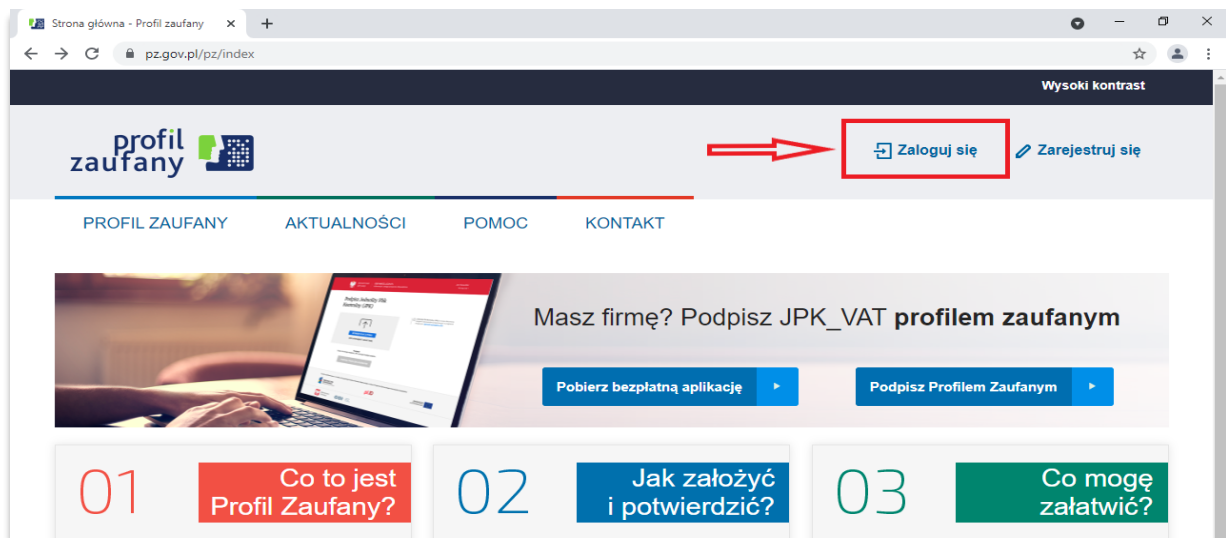 Strona główna - Profil zaufany
pz.gov.pl/pz/index
Wysoki kontrast
profil
zaufany
Zaloguj się
Zarejestruj się
PROFIL ZAUFANY
AKTUALNOŚCI
POMOC
KONTAKT
Masz firmę? Podpisz JPK_VAT profilem zaufanym
Pobierz bezpłatną aplikację
Podpisz Profilem Zaufanym
01
Co to jest
Profil Zaufany?
02
Jak założyć
i potwierdzić?
03
Co mogę
załatwić?